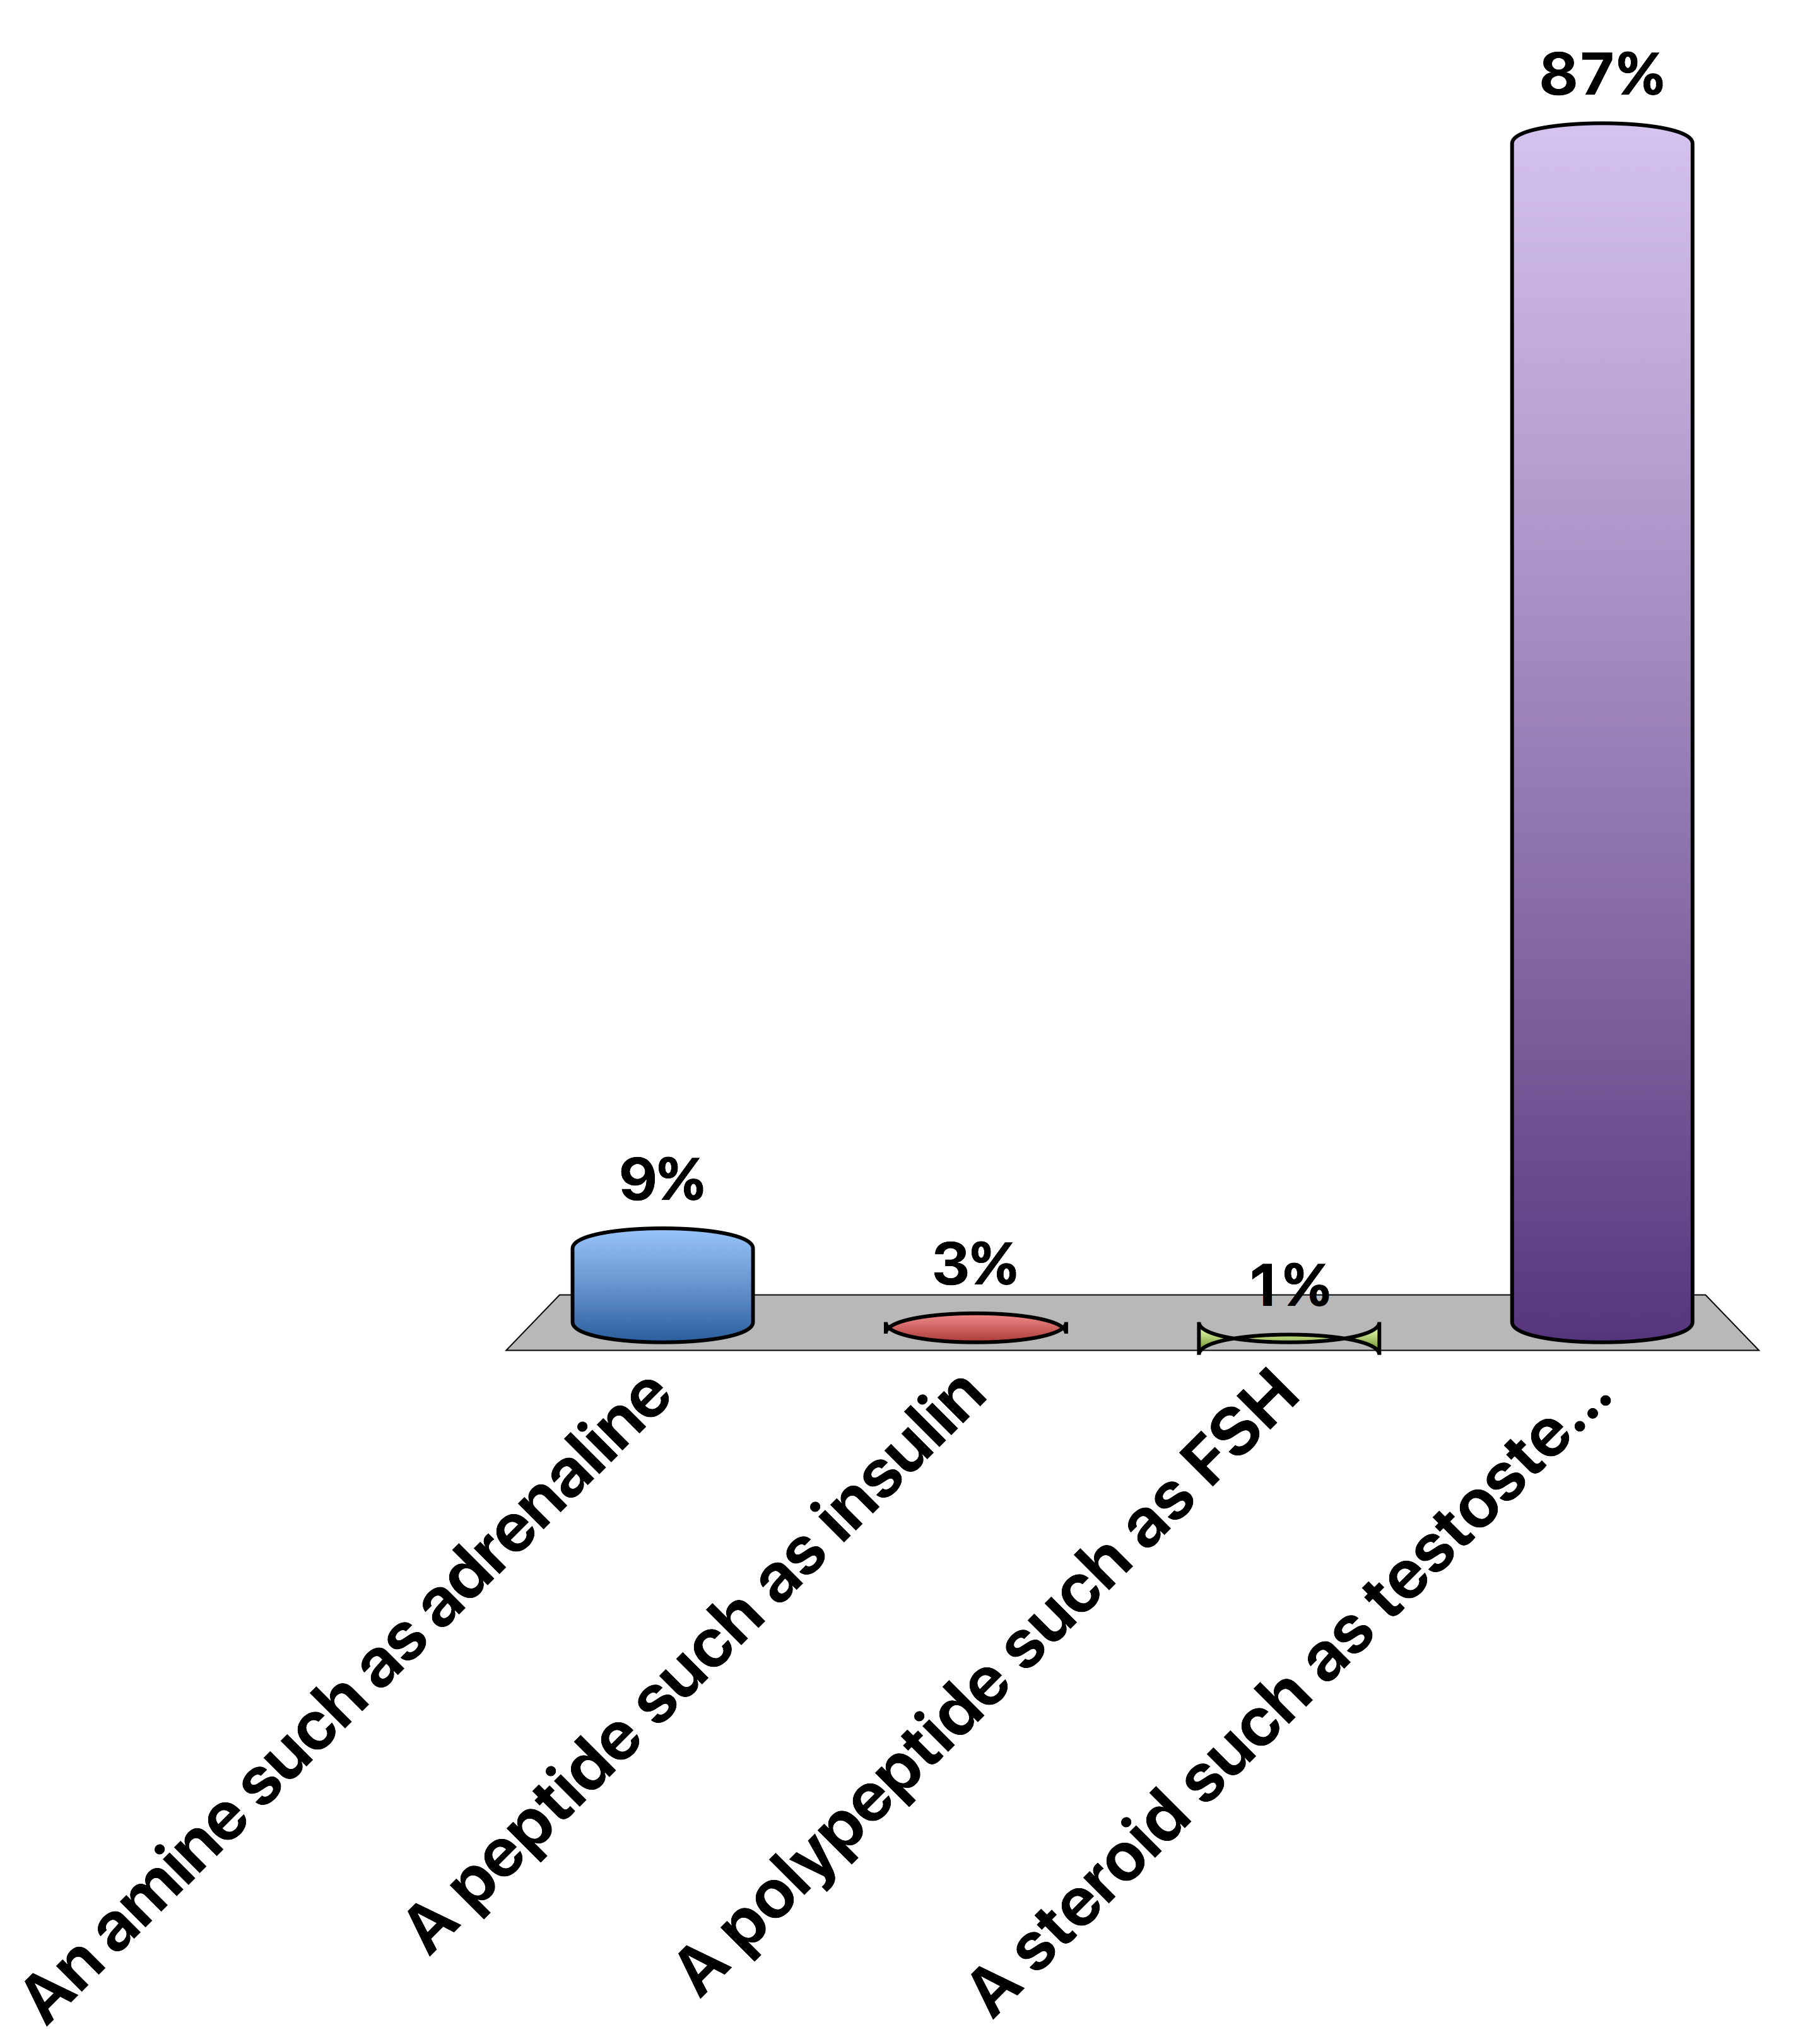 87%
9%
3%
1%
An amine such as adrenaline
A peptide such as insulin
A polypeptide such as FSH
A steroid such as testoste...